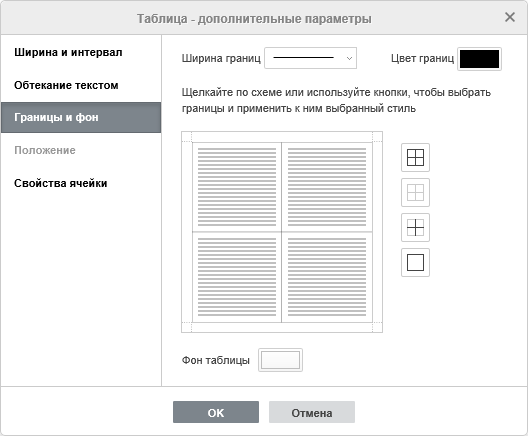 Таблица - дополнительные параметры
Ширина и интервал
Обтекание текстом
Границы и фон
Положение
Свойства ячейки
Ширина границ
Цвет границ
Щелкайте по схеме или используйте кнопки, чтобы выбрать
границы и применить к ним выбранный стиль
Фон таблицы
OK
Отмена